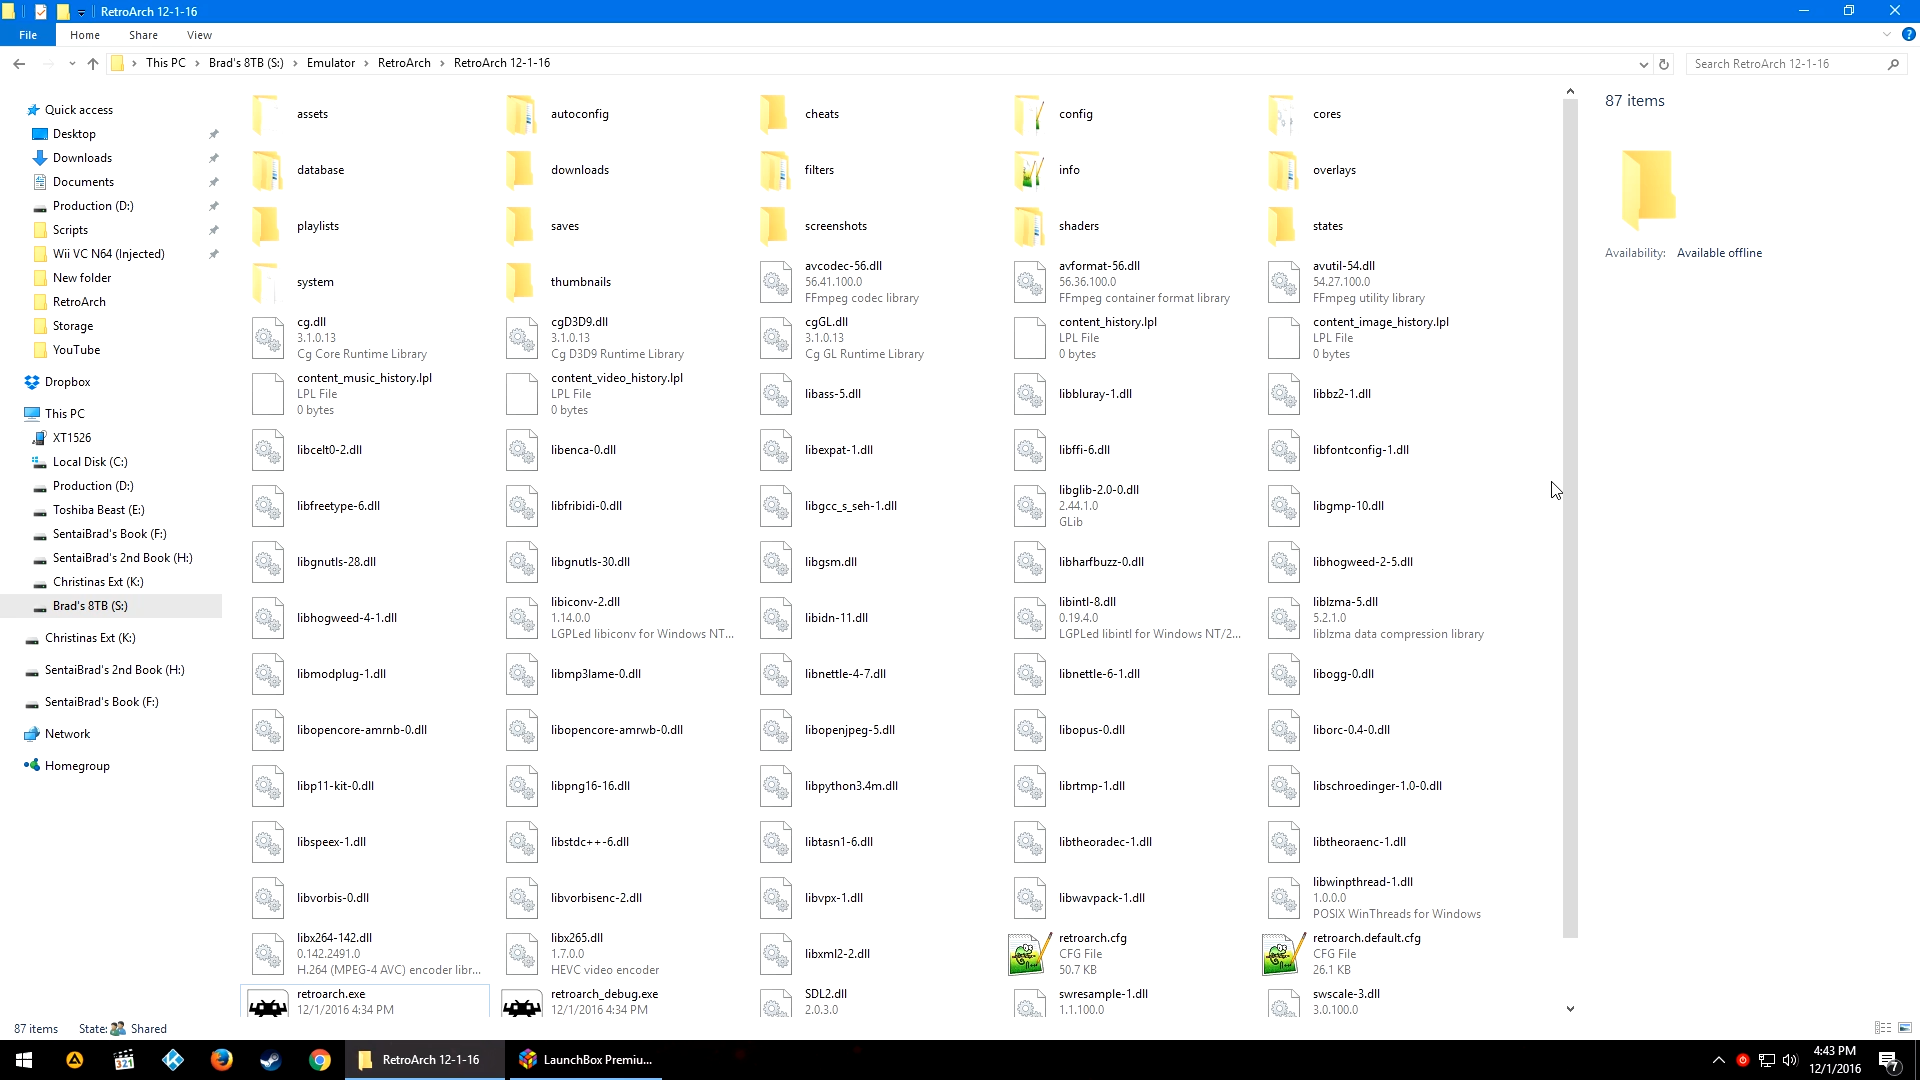 RetroArch 12-1-16
File
Home
Share
View
This PC
Brad's 8TB (S:)
Emulator
RetroArch
RetroArch 12-1-16
Search RetroArch 12-1-16
Quick access
Desktop
Downloads
Documents
Production (D:)
Scripts
Wii VC N64 (Injected)
New folder
RetroArch
Storage
YouTube
Dropbox
This PC
XT1526
Local Disk (C:)
Production (D:)
Toshiba Beast (E:)
SentaiBrad's Book (F:)
SentaiBrad's 2nd Book (H:)
Christinas Ext (K:)
Brad's 8TB (S:)
Christinas Ext (K:)
SentaiBrad's 2nd Book (H:)
SentaiBrad's Book (F:)
Network
Homegroup
assets
autoconfig
cheats
config
cores
database
downloads
filters
info
overlays
playlists
saves
screenshots
shaders
states
system
thumbnails
avcodec-56.dll
56.41.100.0
FFmpeg codec library
avformat-56.dll
56.36.100.0
FFmpeg container format library
avutil-54.dll
54.27.100.0
FFmpeg utility library
cg.dll
3.1.0.13
Cg Core Runtime Library
cgD3D9.dll
3.1.0.13
Cg D3D9 Runtime Library
cgGL.dll
3.1.0.13
Cg GL Runtime Library
content_history.lpl
LPL File
0 bytes
content_image_history.lpl
LPL File
0 bytes
content_music_history.lpl
LPL File
0 bytes
content_video_history.lpl
LPL File
0 bytes
libass-5.dll
libbluray-1.dll
libbz2-1.dll
libcelt0-2.dll
libenca-0.dll
libexpat-1.dll
libffi-6.dll
libfontconfig-1.dll
libfreetype-6.dll
libfribidi-0.dll
libgcc_s_seh-1.dll
libglib-2.0-0.dll
2.44.1.0
GLib
libgmp-10.dll
libgnutls-28.dll
libgnutls-30.dll
libgsm.dll
libharfbuzz-0.dll
libhogweed-2-5.dll
libhogweed-4-1.dll
libiconv-2.dll
1.14.0.0
LGPLed libiconv for Windows NT...
libidn-11.dll
libintl-8.dll
0.19.4.0
LGPLed libintl for Windows NT/2...
liblzma-5.dll
5.2.1.0
liblzma data compression library
libmodplug-1.dll
libmp3lame-0.dll
libnettle-4-7.dll
libnettle-6-1.dll
libogg-0.dll
libopencore-amrnb-0.dll
libopencore-amrwb-0.dll
libopenjpeg-5.dll
libopus-0.dll
liborc-0.4-0.dll
libp11-kit-0.dll
libpng16-16.dll
libpython3.4m.dll
librtmp-1.dll
libschroedinger-1.0-0.dll
libspeex-1.dll
libstdc++-6.dll
libtasn1-6.dll
libtheoradec-1.dll
libtheoraenc-1.dll
libvorbis-0.dll
libvorbisenc-2.dll
libvpx-1.dll
libwavpack-1.dll
libwinpthread-1.dll
1.0.0.0
POSIX WinThreads for Windows
libx264-142.dll
0.142.2491.0
H.264 (MPEG-4 AVC) encoder libr...
libx265.dll
1.7.0.0
HEVC video encoder
libxml2-2.dll
retroarch.cfg
CFG File
50.7 KB
retroarch.default.cfg
CFG File
26.1 KB
retroarch.exe
12/1/2016 4:34 PM
retroarch_debug.exe
12/1/2016 4:34 PM
SDL2.dll
2.0.3.0
swresample-1.dll
1.1.100.0
swscale-3.dll
3.0.100.0
87 items
Availability: Available offline
87 items
State: Shared
321
RetroArch 12-1-16
LaunchBox Premiu...
4:43 PM
12/1/2016
7